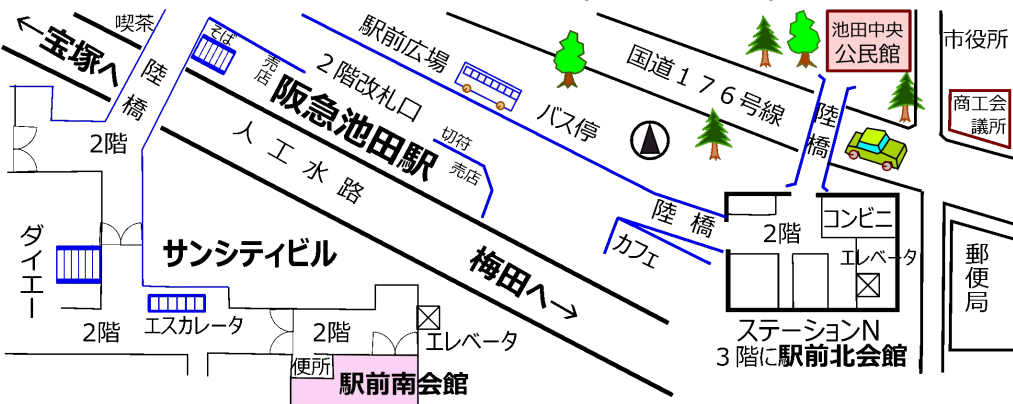 喫茶
←宝塚へ
陸橋
2階
そば
売店
駅前広場
2階改札口
阪急池田駅
切符
売店
人工水路
バス停
国道176号線
池田中央
公民館
市役所
商工会
議所
陸橋
陸橋
カフェ
2階
コンビニ
エレベータ
郵便局
ステーションN
3階に駅前北会館
ダイエー
サンシティビル
梅田へ→
エスカレータ
2階
2階
エレベータ
便所
駅前南会館